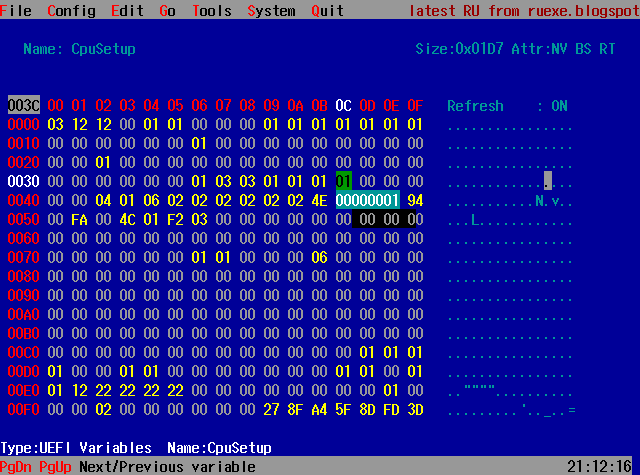 File Config Edit Go Tools System Quit latest RU from ruexe.blogspot
Name: CpuSetup Size:0x01D7 Attr:NV BS RT
003C 00 01 02 03 04 05 06 07 08 09 0A 0B 0C 0D 0E 0F Refresh : ON
0000 03 12 12 00 01 01 00 00 00 01 01 01 01 01 01 01 ................
0010 00 00 00 00 00 00 01 00 00 00 00 00 00 00 00 00 ................
0020 00 00 01 00 00 00 00 00 00 00 00 00 00 00 00 00 ................
0030 00 00 00 00 00 00 01 03 03 01 01 01 01 00 00 00 ................
0040 00 00 04 01 06 02 02 02 02 02 02 4E 00000001 94 ...........N.v..
0050 00 FA 00 4C 01 F2 03 00 00 00 00 00 00 00 00 00 ...L............
0060 00 00 00 00 00 00 00 00 00 00 00 00 00 00 00 00 ................
0070 00 00 00 00 00 00 01 01 00 00 00 06 00 00 00 00 ................
0080 00 00 00 00 00 00 00 00 00 00 00 00 00 00 00 00 ................
0090 00 00 00 00 00 00 00 00 00 00 00 00 00 00 00 00 ................
00A0 00 00 00 00 00 00 00 00 00 00 00 00 00 00 00 00 ................
00B0 00 00 00 00 00 00 00 00 00 00 00 00 00 00 00 00 ................
00C0 00 00 00 00 00 00 00 00 00 00 00 00 00 01 01 01 ................
00D0 01 00 00 01 01 00 00 00 00 00 00 00 01 01 00 01 ................
00E0 01 12 22 22 22 22 00 00 00 00 00 00 00 00 01 00 ..""""..........
00F0 00 00 02 00 00 00 00 00 00 27 8F A4 5F 8D FD 3D .........'.._..=
Type:UEFI Variables Name:CpuSetup
PgDn PgUp Next/Previous variable 21:12:16